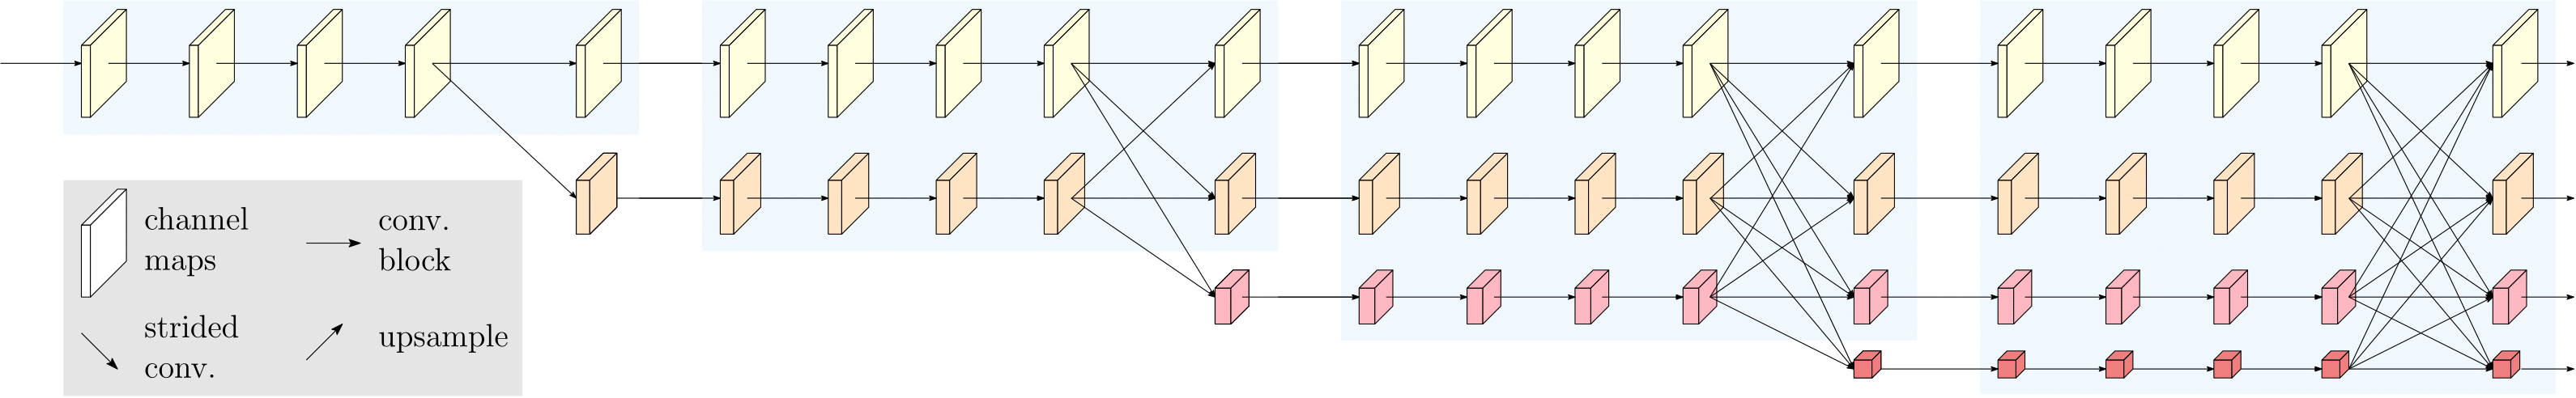 channel
maps
conv.
block
strided
conv.
upsample